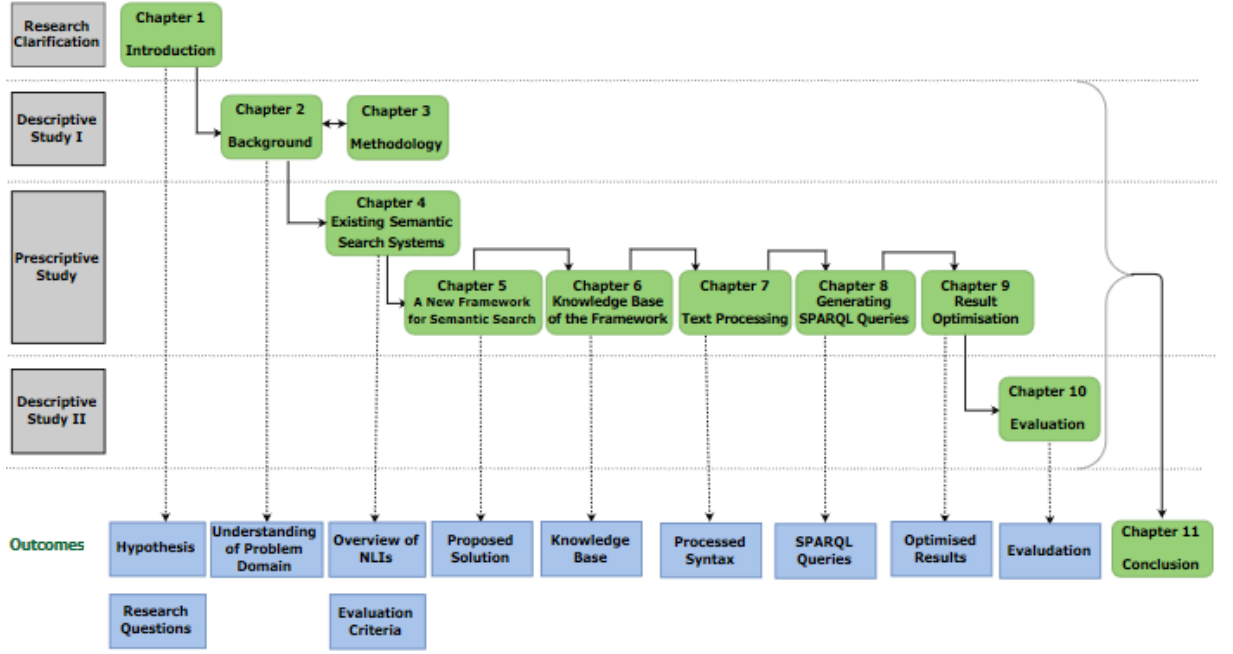 Research
Clarification
Chapter 1
Introduction
Descriptive
Study I
Chapter 2
Background
Chapter 3
Methodology
Prescriptive
Study
Chapter 4
Existing Semantic
Search Systems
Chapter 5
A New Framework
for Semantic Search
Chapter 6
Knowledge Base
of the Framework
Chapter 7
Text Processing
Chapter 8
Generating
SPARQL Queries
Chapter 9
Result
Optimisation
Descriptive
Study II
Chapter 10
Evaluation
Outcomes
Hypothesis
Understanding
of Problem
Domain
Overview of
NLIs
Proposed
Solution
Knowledge
Base
Processed
Syntax
SPARQL
Queries
Optimised
Results
Evaludation
Chapter 11
Conclusion
Research
Questions
Evaluation
Criteria